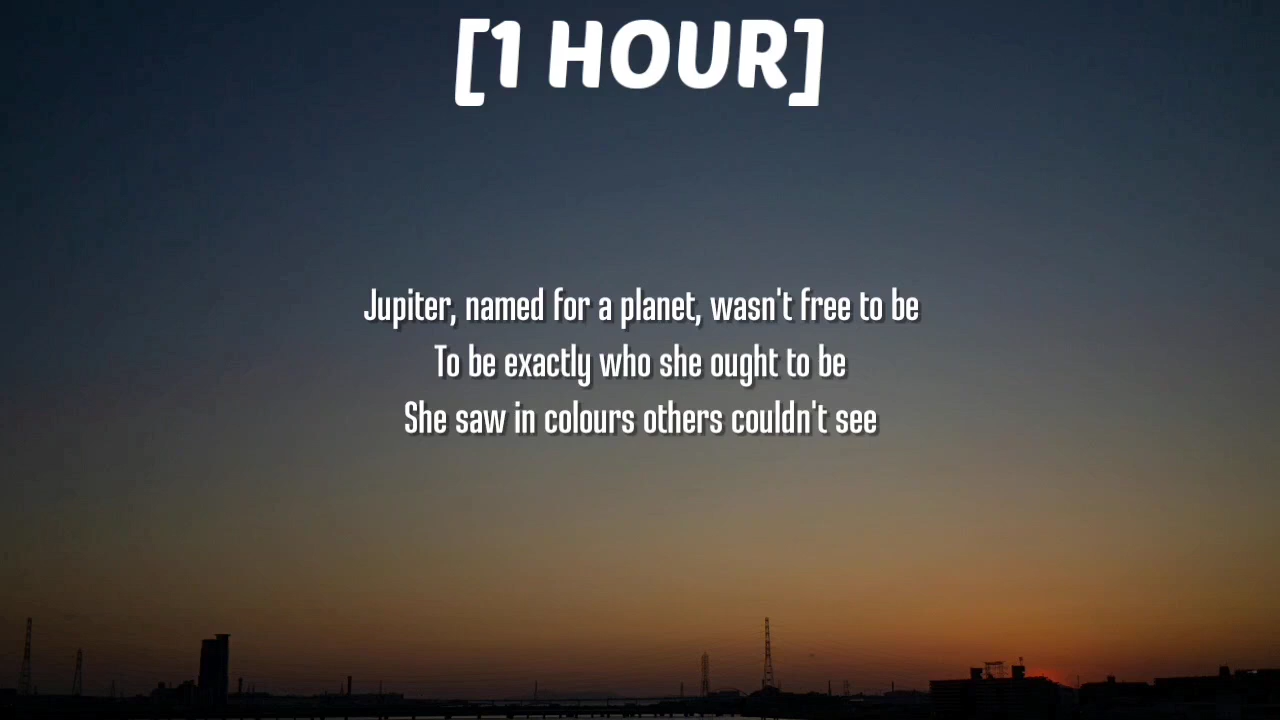 [1 HOUR]
Jupiter, named for a planet, wasn't free to be
To be exactly who she ought to be
She saw in colours others couldn't see